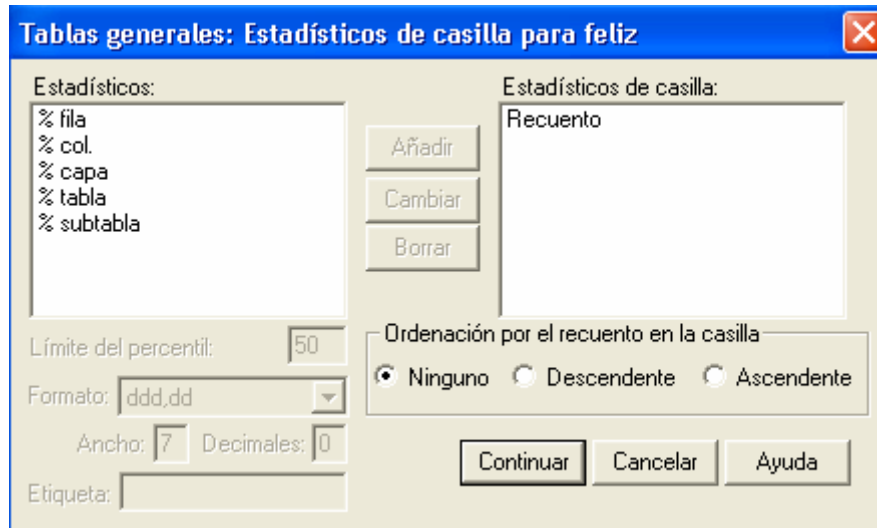 Tablas generales: Estadísticos de casilla para feliz
Estadísticos:
% fila
% col.
% capa
% tabla
% subtabla
Añadir
Cambiar
Borrar
Estadísticos de casilla:
Recuento
Límite del percentil: 50
Formato: ddd,dd
Ancho: 7 Decimales: 0
Etiqueta:
Ordenación por el recuento en la casilla
Ninguno Descendente Ascendente
Continuar Cancelar Ayuda